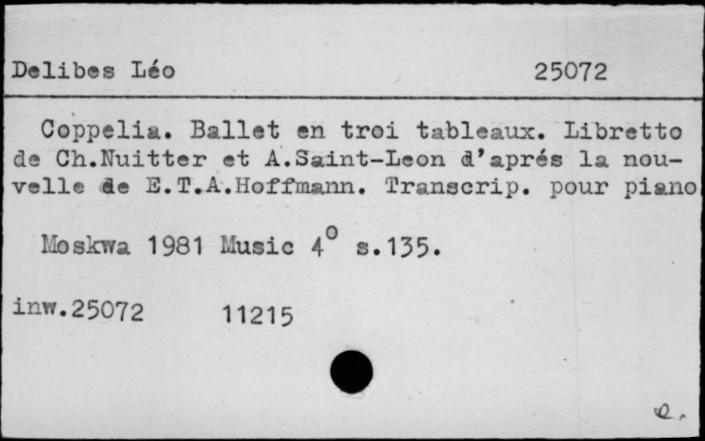 Delibes Léo 25072
Coppelia. Ballet en troi tableaux. Libretto
de Ch.Nuitter et A.Saint-Leon d'aprés la nou-
velle de E.T.A.Hoffmann. Transcrip. pour piano
Moskwa 1981 Music 4° s.135.
inw.25072 11215
e.